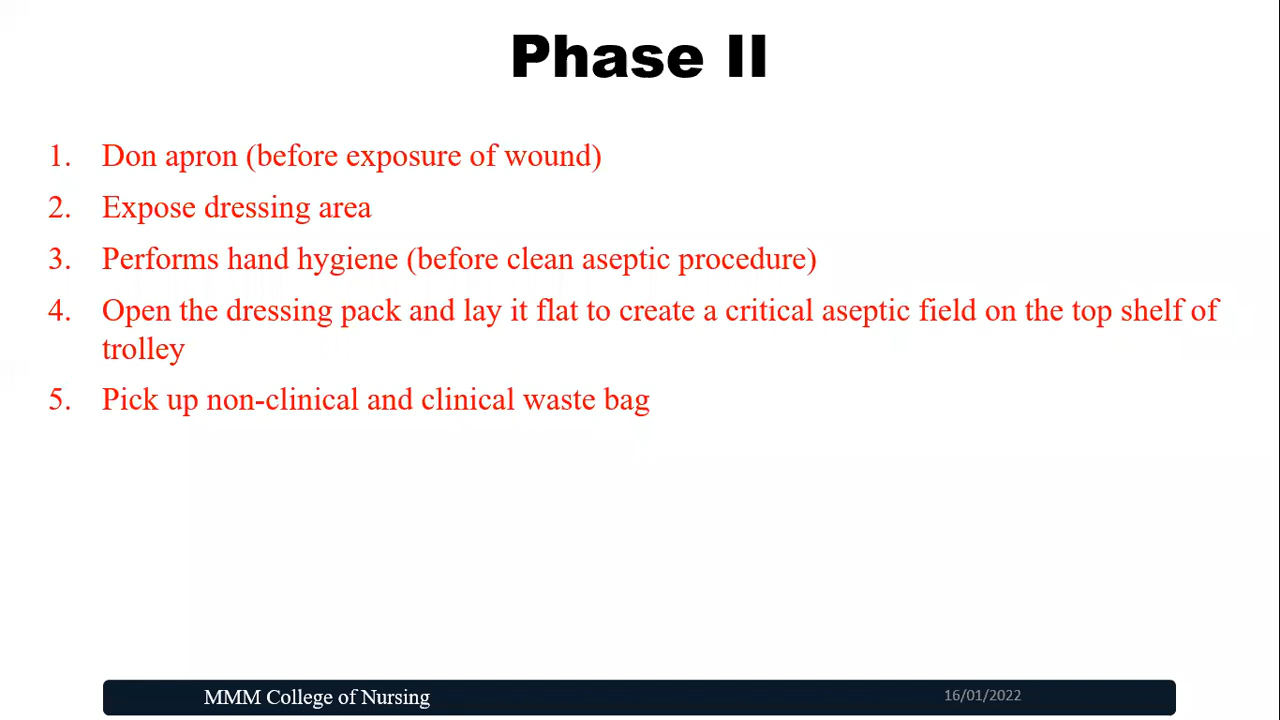 Phase II
1. Don apron (before exposure of wound)
2. Expose dressing area
3. Performs hand hygiene (before clean aseptic procedure)
4. Open the dressing pack and lay it flat to create a critical aseptic field on the top shelf of
trolley
5. Pick up non-clinical and clinical waste bag
MMM College of Nursing
16/01/2022